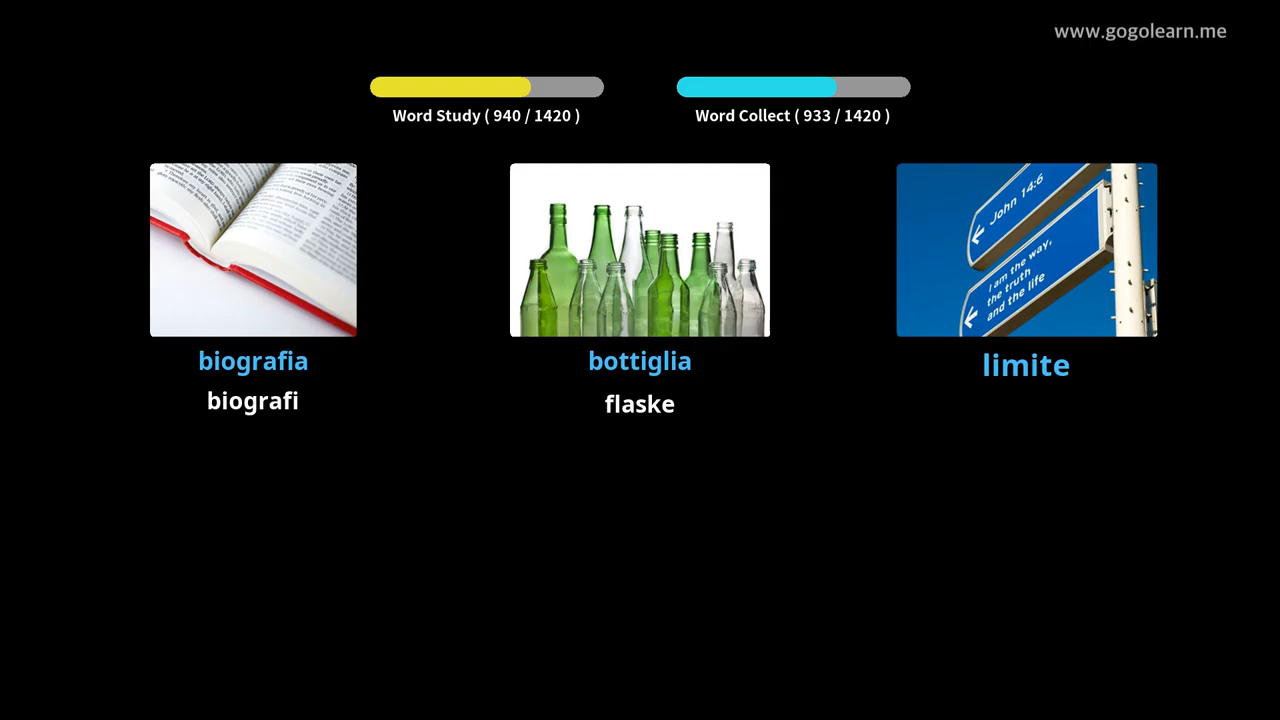 www.gogolearn.me
Word Study ( 940 / 1420 )
Word Collect ( 933 / 1420 )
John 14:6
I am the way,
the truth
and the life
biografia
bottiglia
limite
biografi
flaske